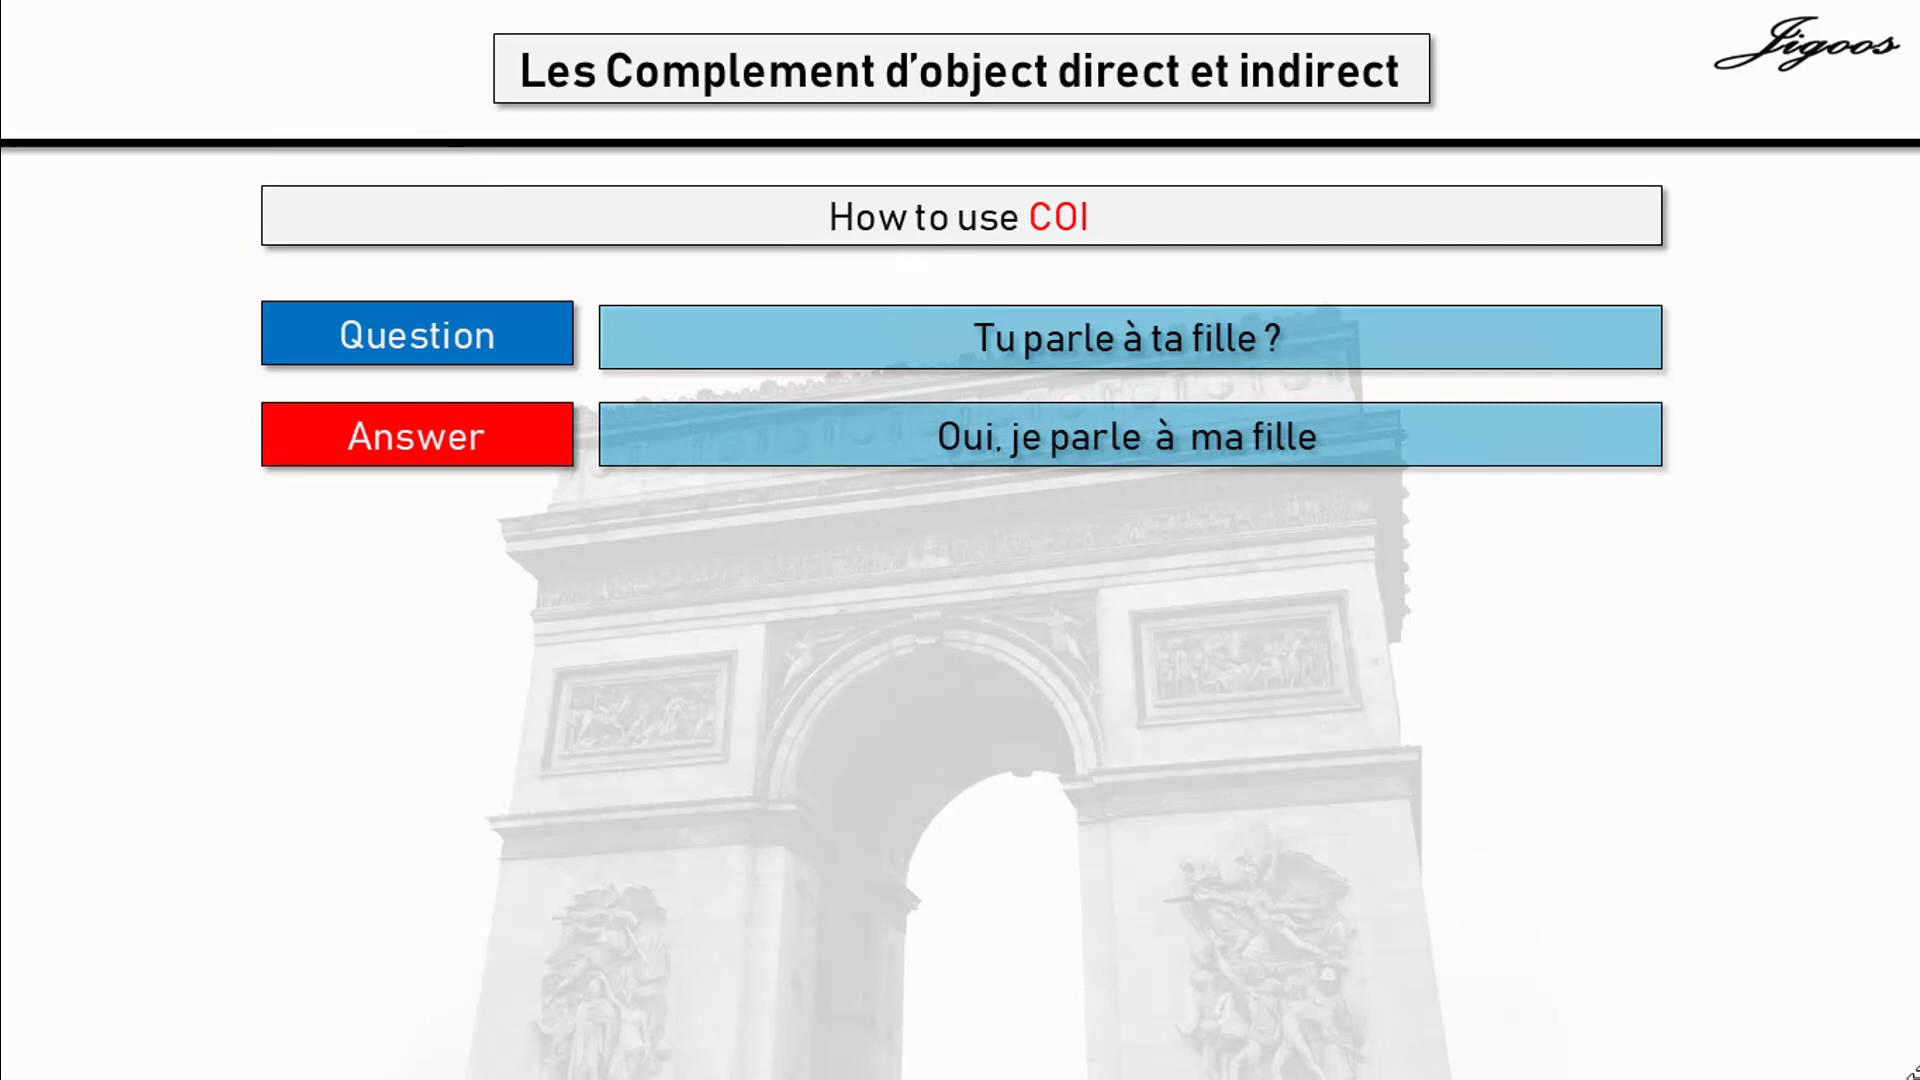 Les Complement d'object direct et indirect
Jigoos
How to use COI
Question
Tu parle à ta fille ?
Answer
Oui, je parle à ma fille